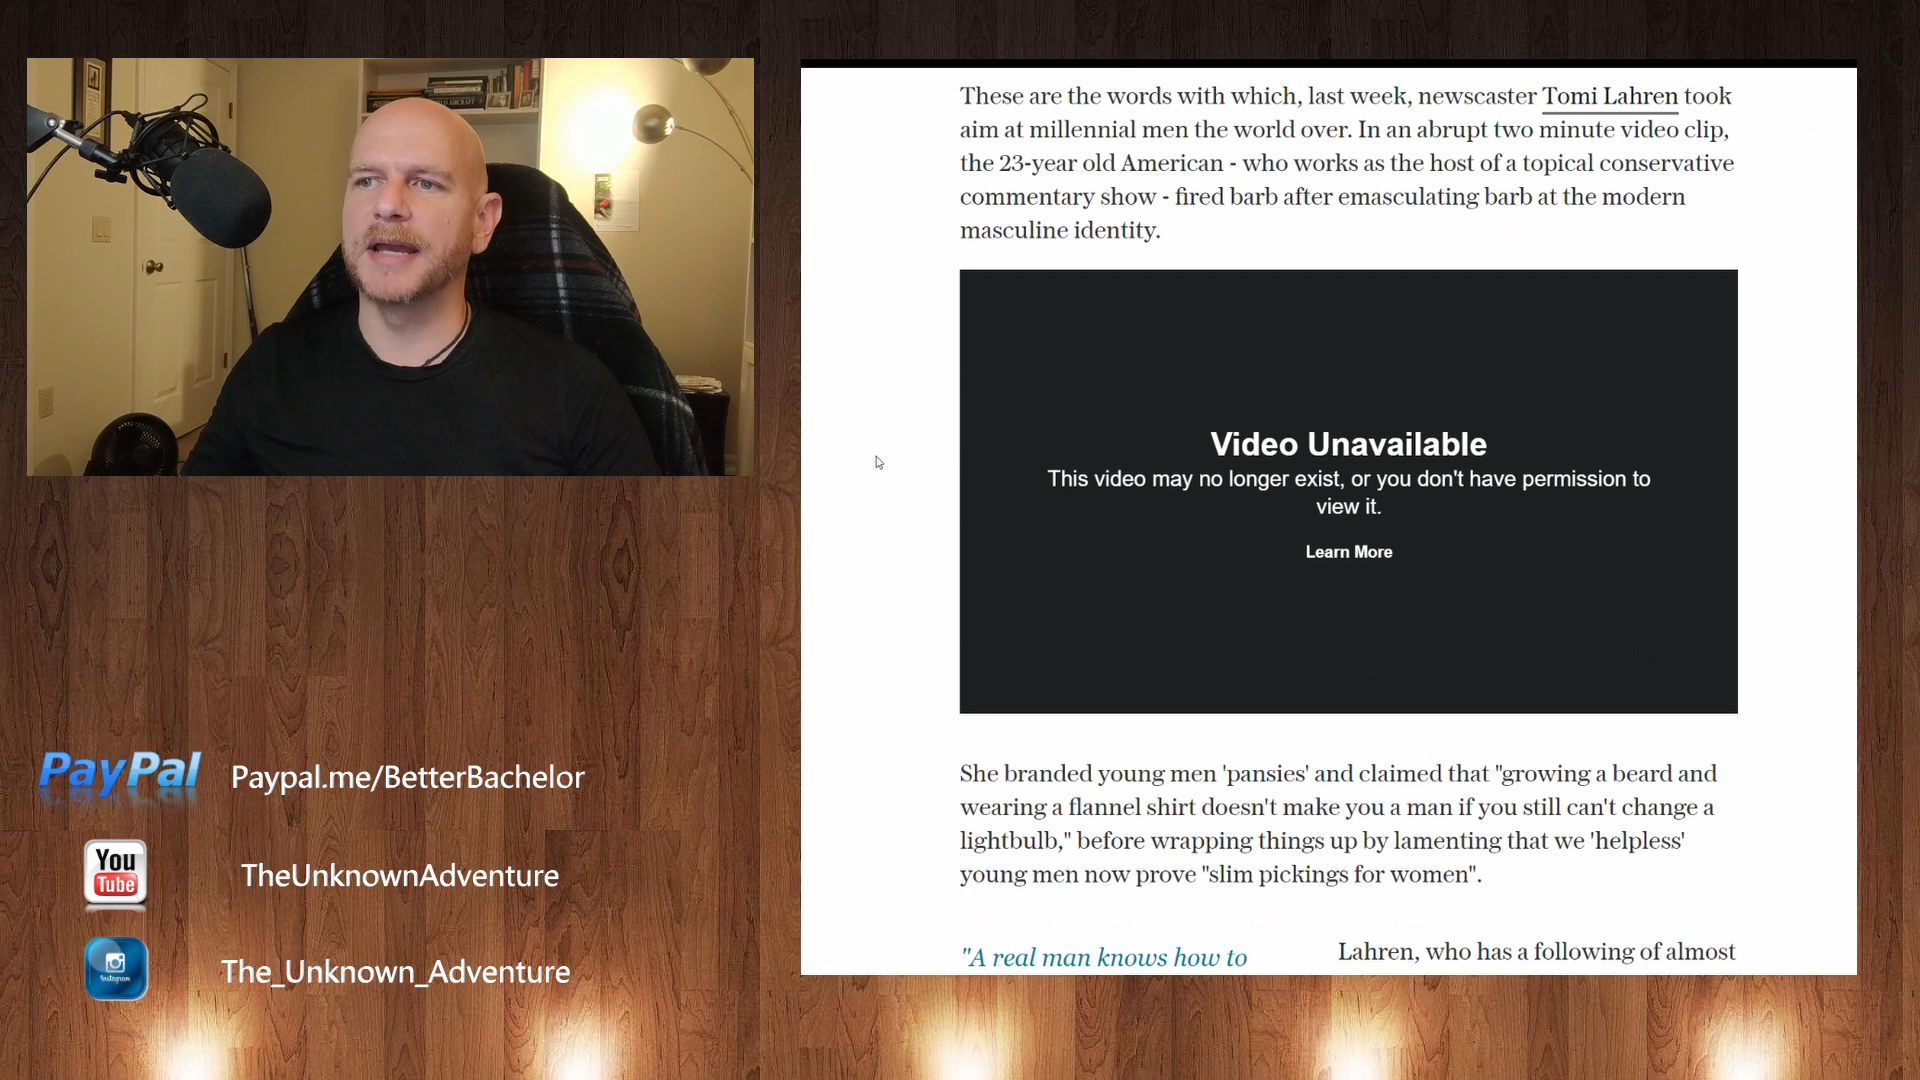 These are the words with which, last week, newscaster Tomi Lahren took
aim at millennial men the world over. In an abrupt two minute video clip,
the 23-year old American - who works as the host of a topical conservative
commentary show - fired barb after emasculating barb at the modern
masculine identity.
Video Unavailable
This video may no longer exist, or you don't have permission to
view it.
Learn More
She branded young men 'pansies' and claimed that "growing a beard and
wearing a flannel shirt doesn't make you a man if you still can't change a
lightbulb," before wrapping things up by lamenting that we 'helpless'
young men now prove "slim pickings for women".
"A real man knows how to
Lahren, who has a following of almost
PayPal
Paypal.me/BetterBachelor
You
Tube
TheUnknownAdventure
Instagram
The_Unknown_Adventure